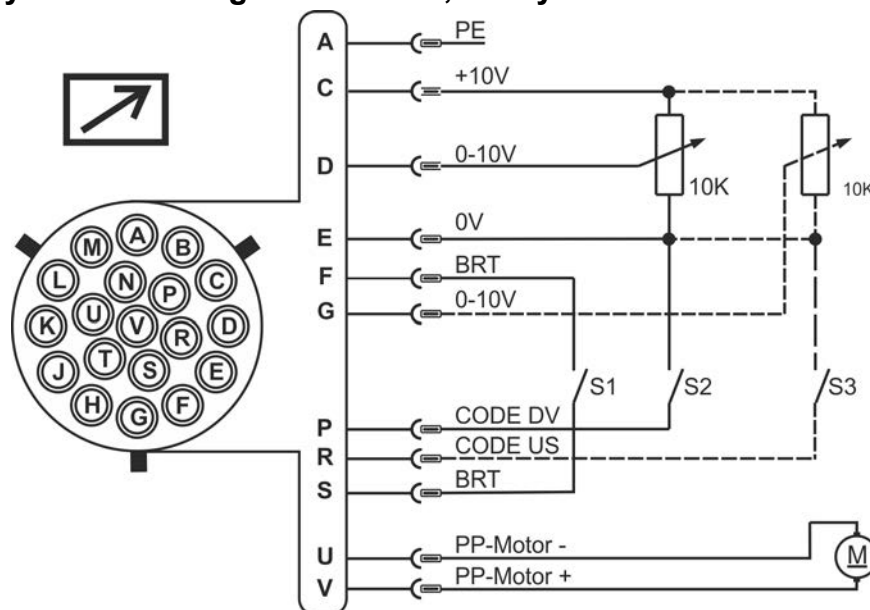 A PE
C +10V
D 0-10V
10K
10K
E 0V
F BRT
G 0-10V
S1
S2
S3
P CODE DV
R CODE US
S BRT
U PP-Motor -
V PP-Motor +
M
A
M
B
L
N
C
P
K
U
V
D
R
J
T
S
E
H
G
F